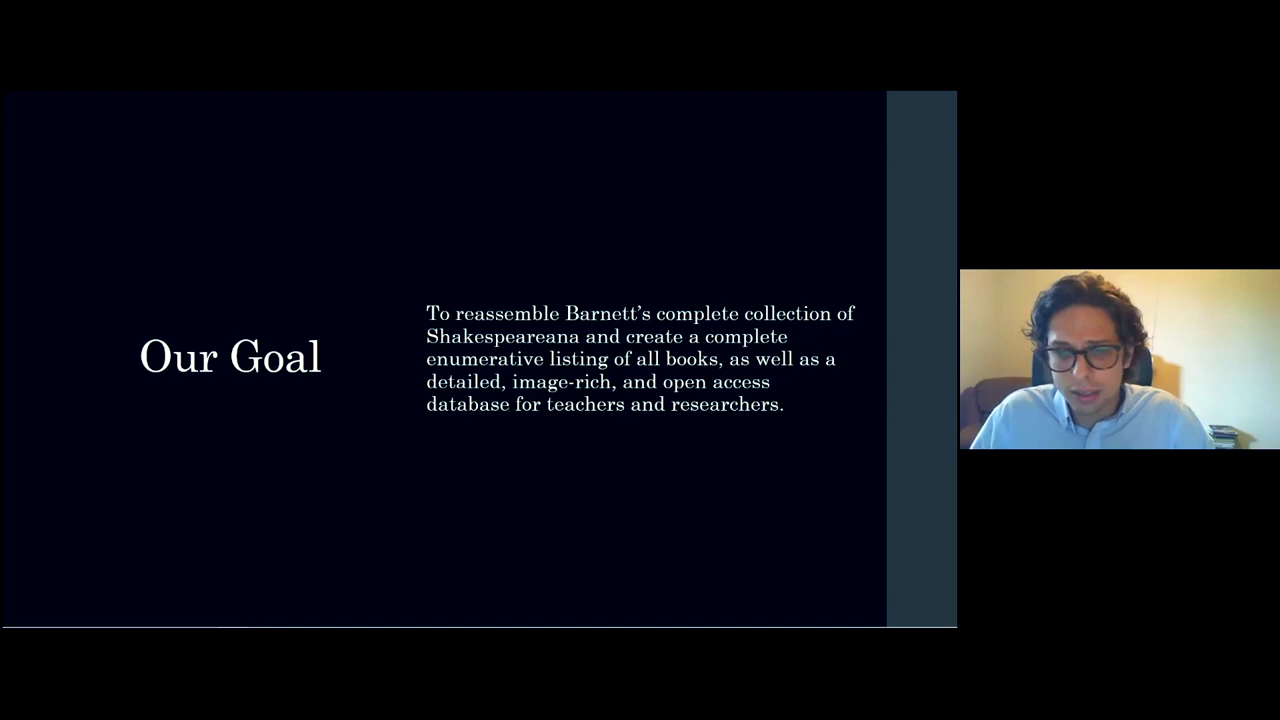 Our Goal
To reassemble Barnett’s complete collection of
Shakespeareana and create a complete
enumerative listing of all books, as well as a
detailed, image-rich, and open access
database for teachers and researchers.